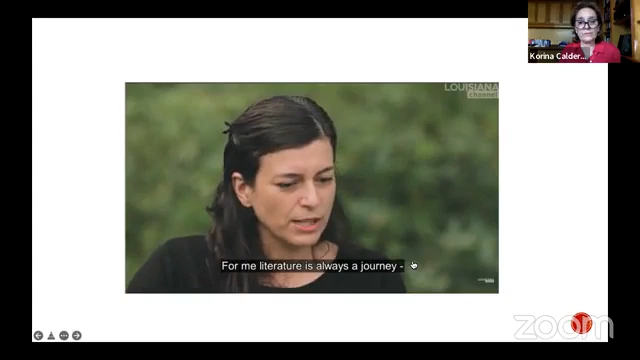 LOUISIANA
channel
Korina Calder...
For me literature is always a journey -
zoom